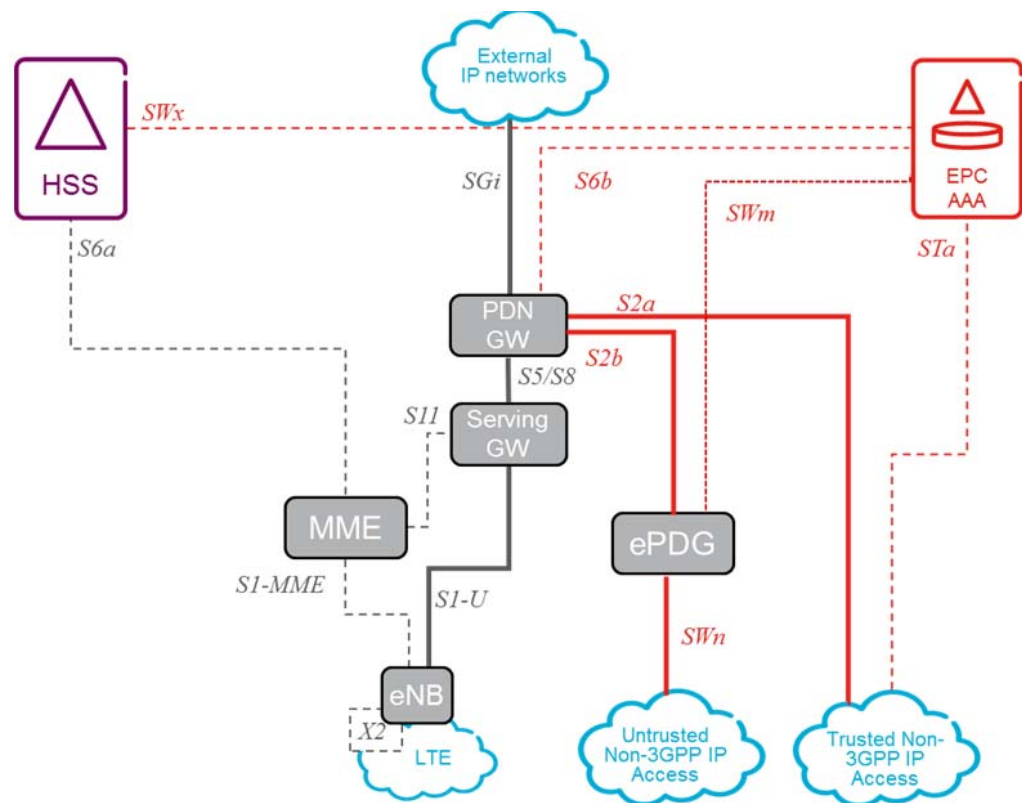 External
IP networks
SWx
HSS
SGi
S6b
EPC
AAA
SWm
S6a
STa
PDN
GW
S2a
S2b
S5/S8
S11
Serving
GW
MME
ePDG
S1-MME
S1-U
SWn
eNB
X2
LTE
Untrusted
Non-3GPP IP
Access
Trusted Non-
3GPP IP
Access